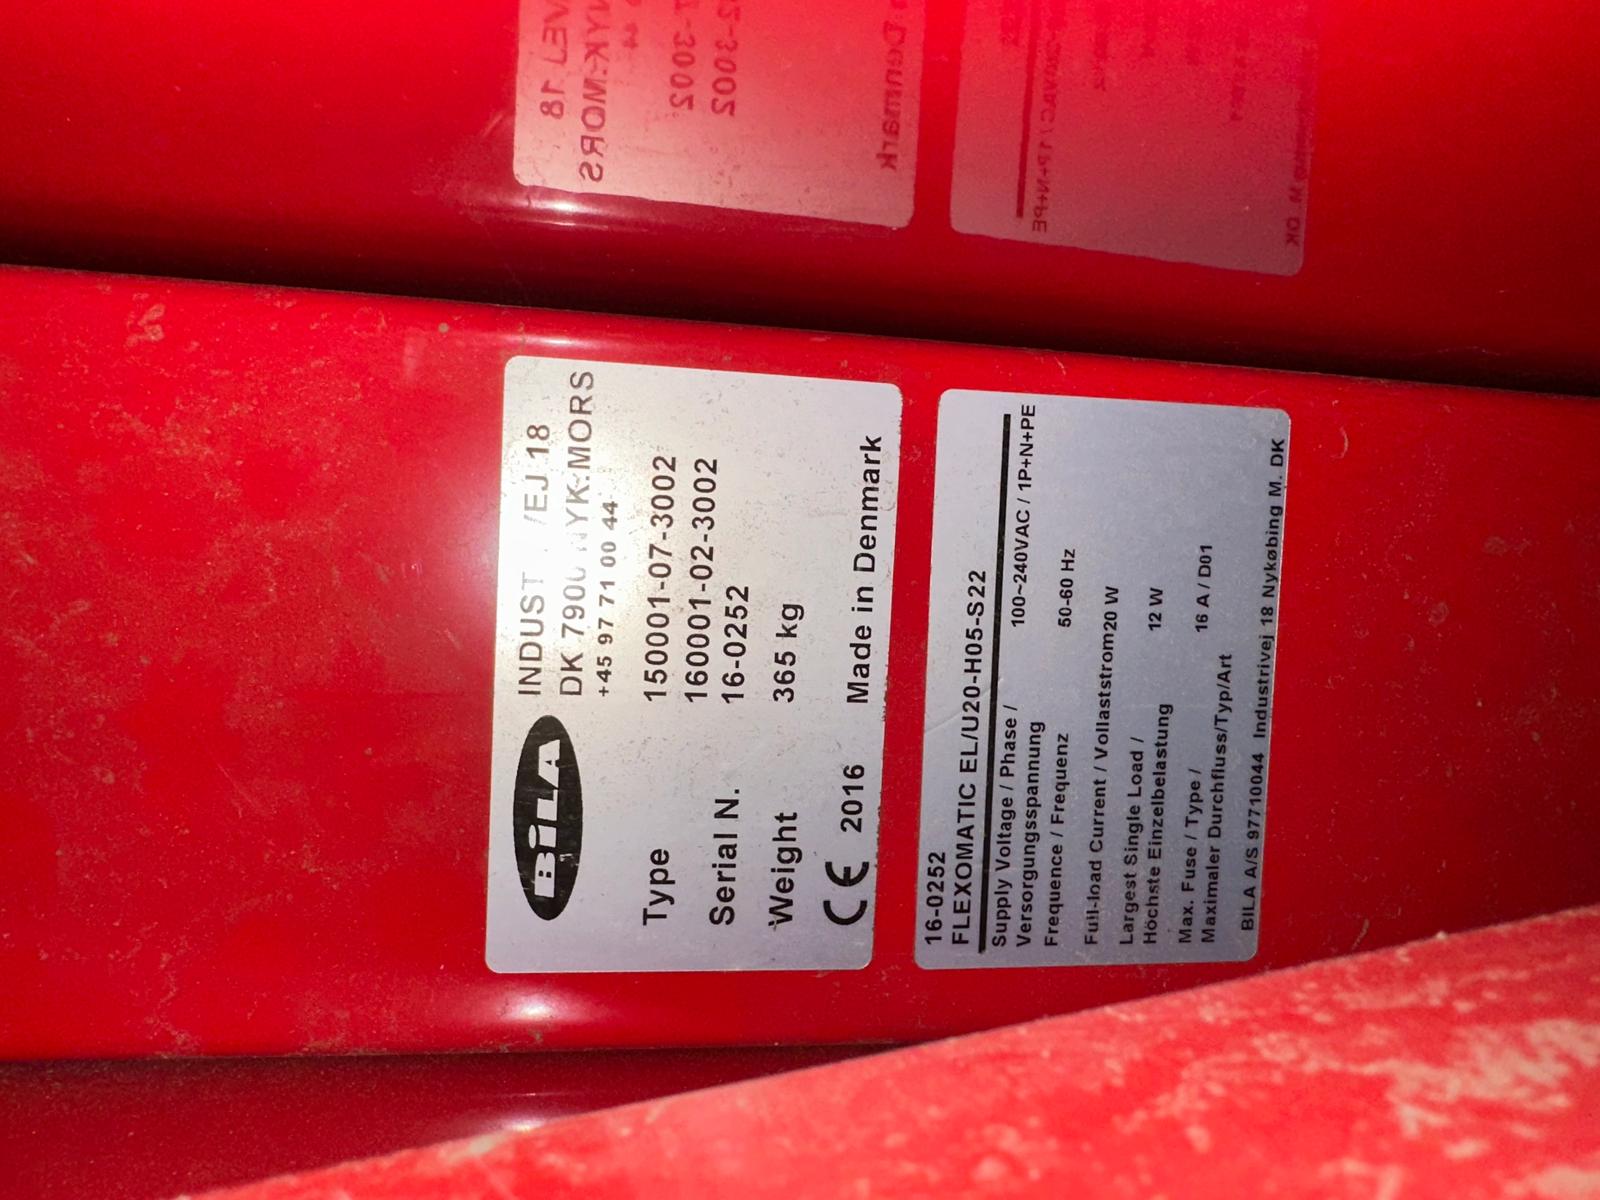 BiLA
INDUST /EJ 18
DK 790 YK.MORS
+45 97 71 00 44
Type 150001-07-3002
160001-02-3002
Serial N. 16-0252
Weight 365 kg
CE 2016 Made in Denmark
16-0252
FLEXOMATIC EL/U20-H05-S22
Supply Voltage / Phase /
Versorgungsspannung 100~240VAC / 1P+N+PE
Frequence / Frequenz 50-60 Hz
Full-load Current / Vollaststrom 20 W
Largest Single Load /
Höchste Einzelbelastung 12 W
Max. Fuse / Type /
Maximaler Durchfluss/Typ/Art 16 A / D01
BILA A/S 97710044 Industrivej 18 Nykøbing M. DK